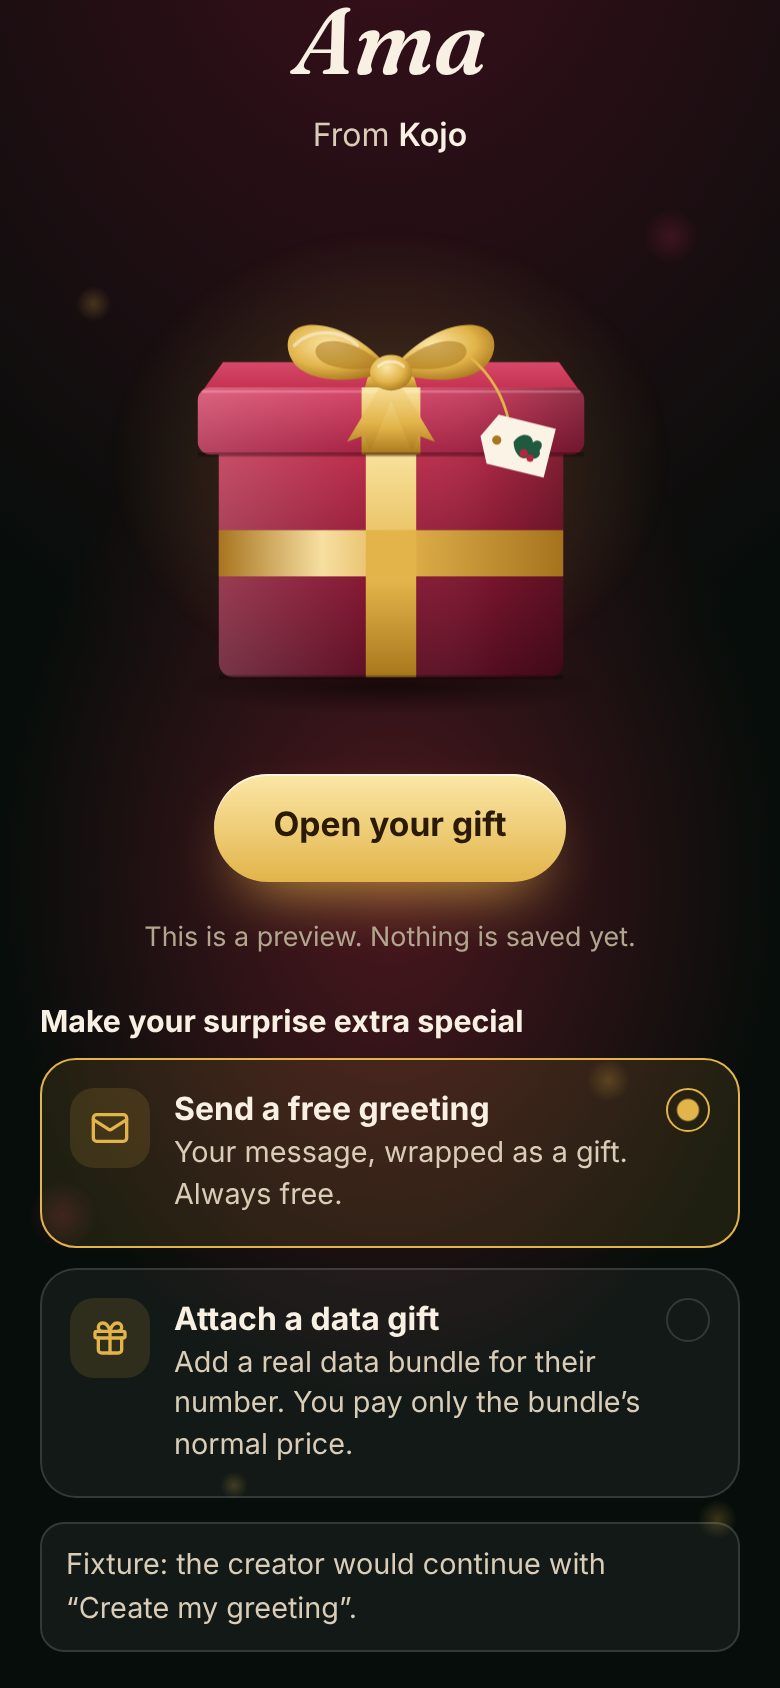 Ama
From Kojo
Open your gift
This is a preview. Nothing is saved yet.
Make your surprise extra special
Send a free greeting
Your message, wrapped as a gift.
Always free.
Attach a data gift
Add a real data bundle for their
number. You pay only the bundle’s
normal price.
Fixture: the creator would continue with
“Create my greeting”.